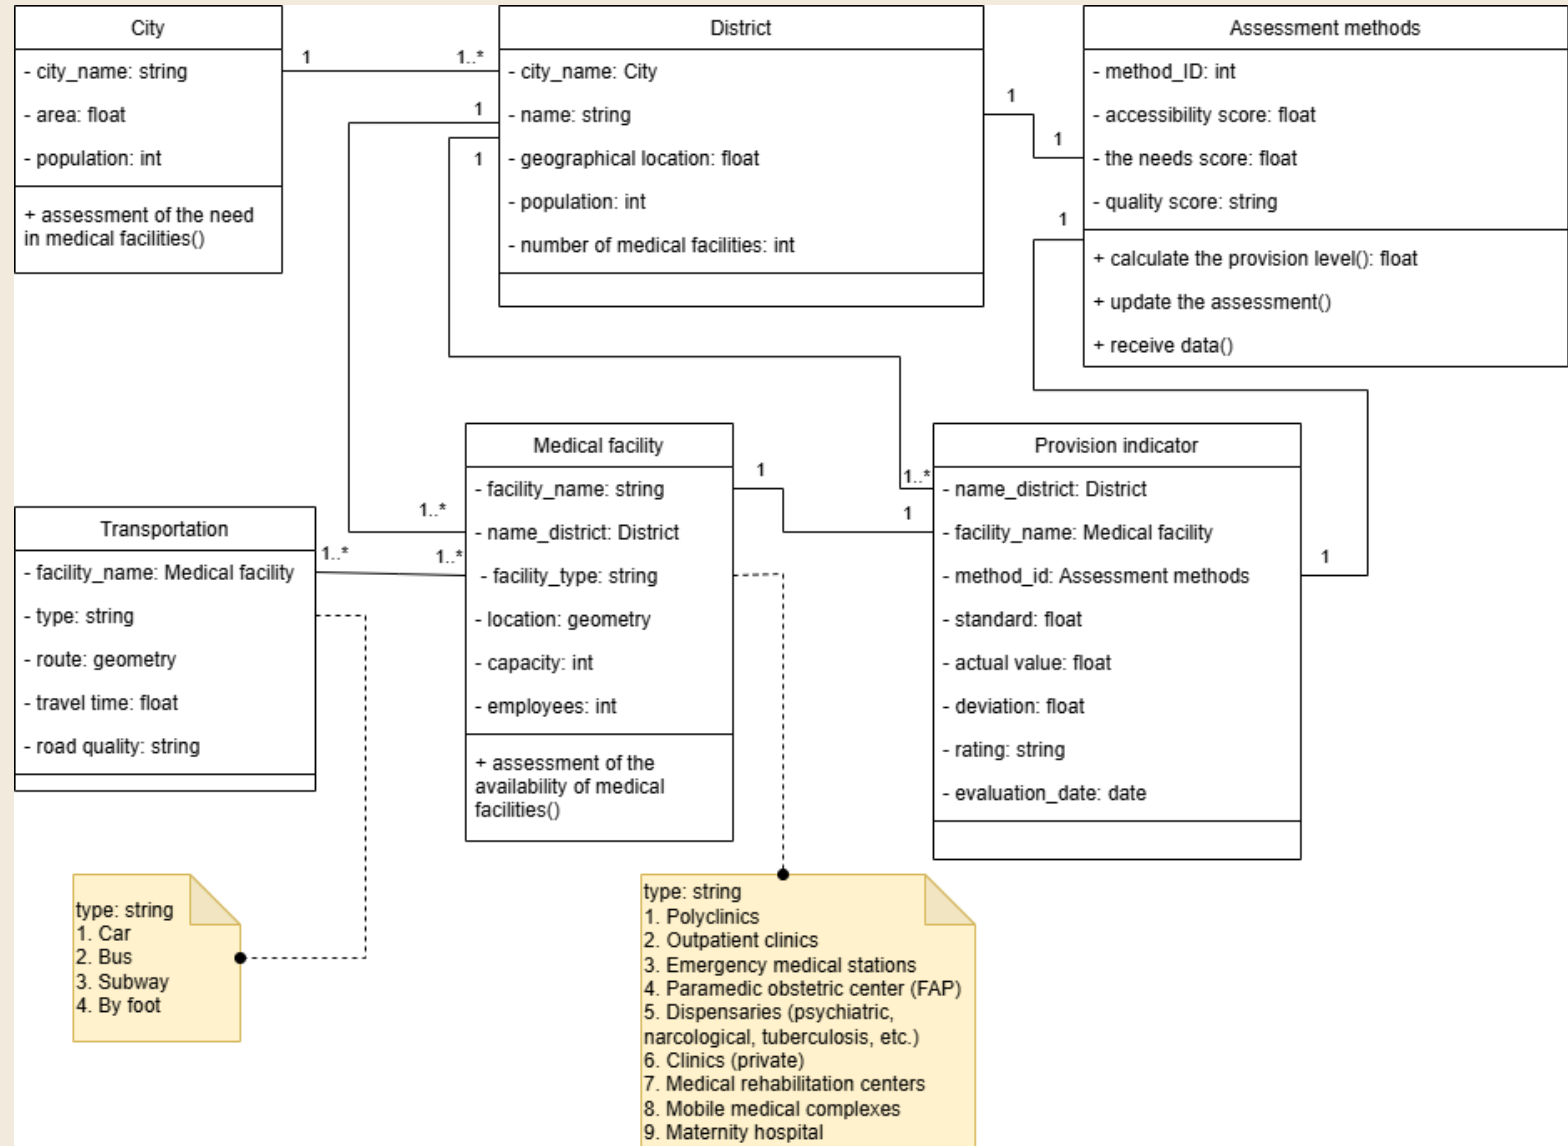 City
- city_name: string
- area: float
- population: int
+ assessment of the need
in medical facilities()
1
1..*
District
- city_name: City
- name: string
- geographical location: float
- population: int
- number of medical facilities: int
1
1
1
1
Assessment methods
- method_ID: int
- accessibility score: float
- the needs score: float
- quality score: string
+ calculate the provision level(): float
+ update the assessment()
+ receive data()
1
Transportation
- facility_name: Medical facility
- type: string
- route: geometry
- travel time: float
- road quality: string
1..*
1..*
1..*
Medical facility
- facility_name: string
- name_district: District
- facility_type: string
- location: geometry
- capacity: int
- employees: int
+ assessment of the
availability of medical
facilities()
1
1..*
1
Provision indicator
- name_district: District
- facility_name: Medical facility
- method_id: Assessment methods
- standard: float
- actual value: float
- deviation: float
- rating: string
- evaluation_date: date
1
type: string
1. Car
2. Bus
3. Subway
4. By foot
type: string
1. Polyclinics
2. Outpatient clinics
3. Emergency medical stations
4. Paramedic obstetric center (FAP)
5. Dispensaries (psychiatric,
narcological, tuberculosis, etc.)
6. Clinics (private)
7. Medical rehabilitation centers
8. Mobile medical complexes
9. Maternity hospital